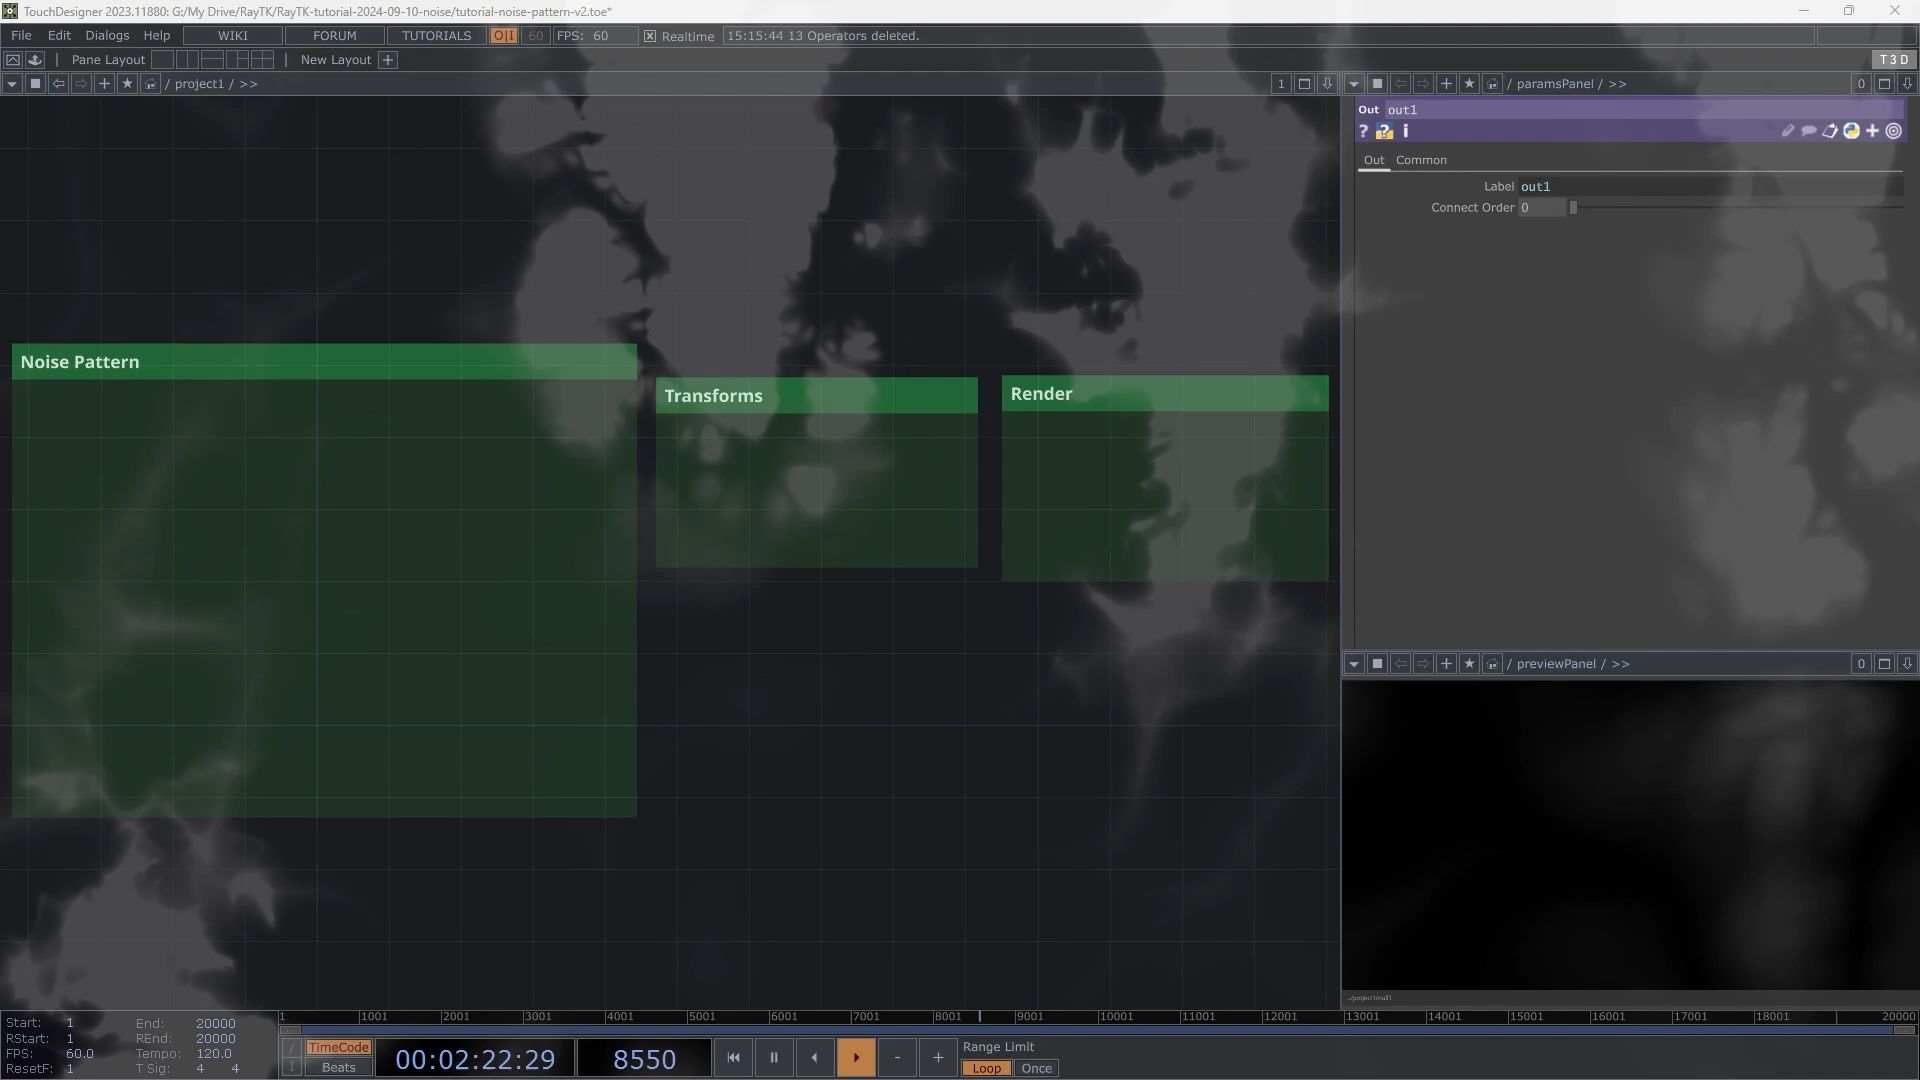 TouchDesigner 2023.11880: G:/My Drive/RayTK/RayTK-tutorial-2024-09-10-noise/tutorial-noise-pattern-v2.toe*
File Edit Dialogs Help WIKI FORUM TUTORIALS O|I 60 FPS: 60 Realtime 15:15:44 13 Operators deleted.
Pane Layout New Layout + T3D
/ project1 / >> 1
/ paramsPanel / >> 0
Out out1
Out Common
Label out1
Connect Order 0
Noise Pattern
Transforms
Render
/ previewPanel / >> 0
../project1/null1
1 1001 2001 3001 4001 5001 6001 7001 8001 9001 10001 11001 12001 13001 14001 15001 16001 17001 18001 20000
Start: 1 End: 20000
RStart: 1 REnd: 20000
FPS: 60.0 Tempo: 120.0
ResetF: 1 T Sig: 4 4
TimeCode
Beats
00:02:22:29 8550
Range Limit
Loop Once